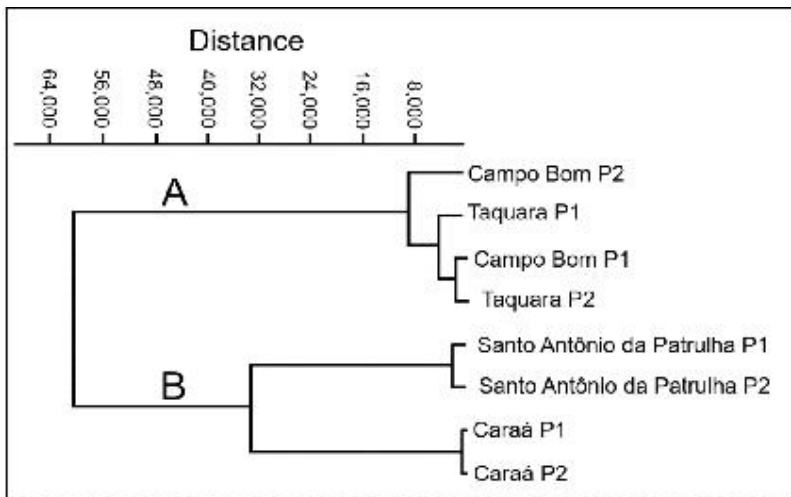 Distance
64,000 56,000 48,000 40,000 32,000 24,000 16,000 8,000
A
Campo Bom P2
Taquara P1
Campo Bom P1
Taquara P2
Santo Antônio da Patrulha P1
B
Santo Antônio da Patrulha P2
Caraá P1
Caraá P2